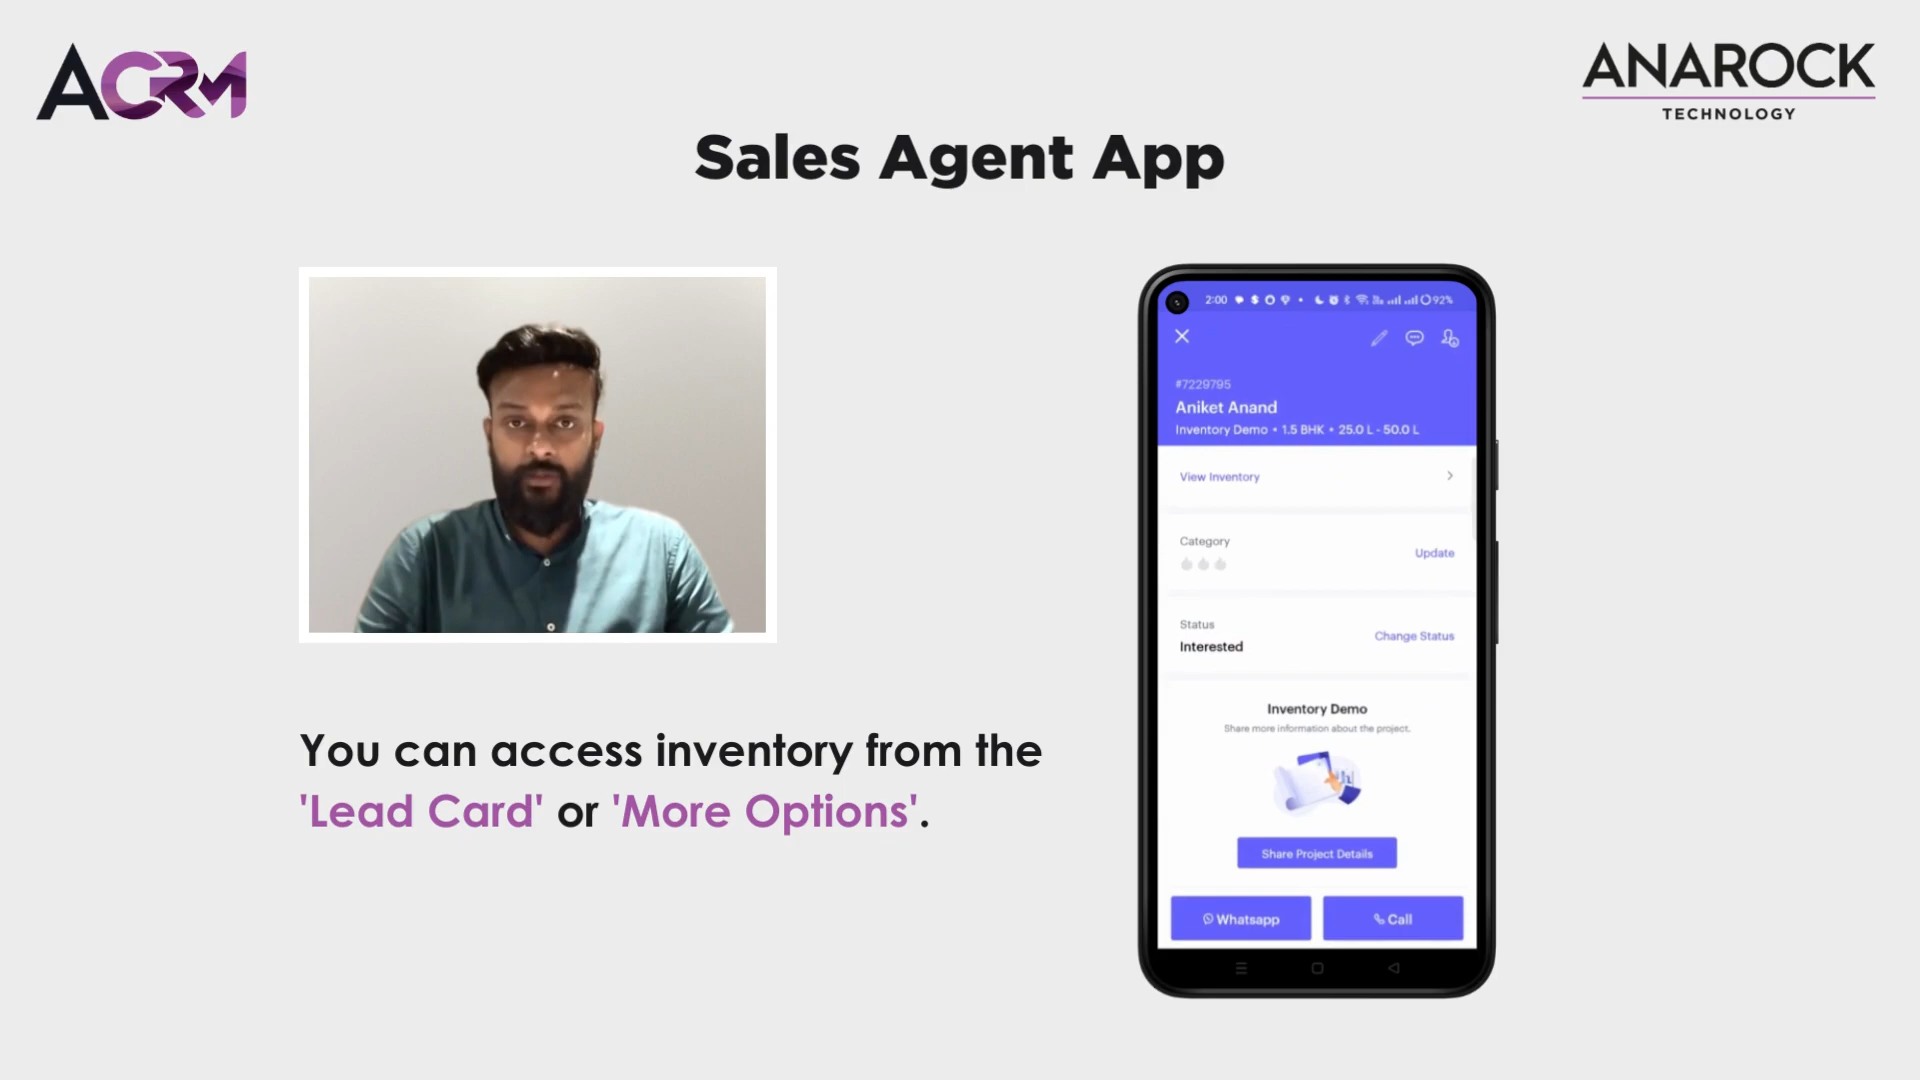 ACRM
ANAROCK
TECHNOLOGY
Sales Agent App
2:00
92%
#7229795
Aniket Anand
Inventory Demo • 1.5 BHK • 25.0 L - 50.0 L
View Inventory
Category
Update
Status
Interested
Change Status
Inventory Demo
Share more information about the project.
Share Project Details
Whatsapp
Call
You can access inventory from the
'Lead Card' or 'More Options'.